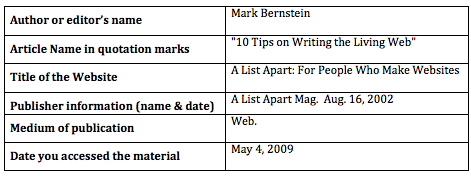 Author or editor's name Mark Bernstein
Article Name in quotation marks "10 Tips on Writing the Living Web"
Title of the Website A List Apart: For People Who Make Websites
Publisher information (name & date) A List Apart Mag. Aug. 16, 2002
Medium of publication Web.
Date you accessed the material May 4, 2009